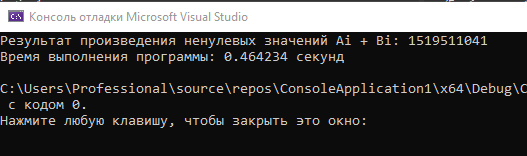 Консоль отладки Microsoft Visual Studio
Результат произведения ненулевых значений Ai + Bi: 1519511041
Время выполнения программы: 0.464234 секунд
C:\Users\Professional\source\repos\ConsoleApplication1\x64\Debug\C
с кодом 0.
Нажмите любую клавишу, чтобы закрыть это окно: